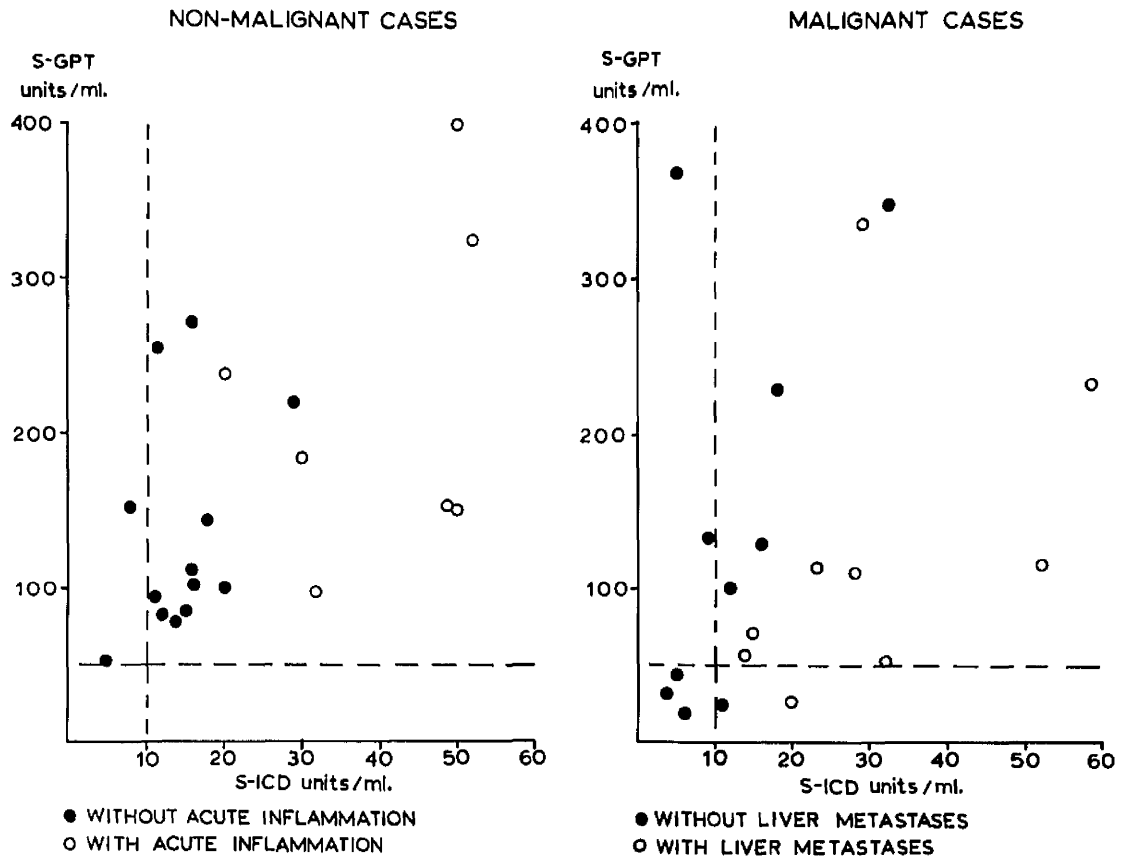 NON-MALIGNANT CASES
S-GPT
units/ml.
400
300
200
100
10 20 30 40 50 60
S-ICD units/ml.
● WITHOUT ACUTE INFLAMMATION
○ WITH ACUTE INFLAMMATION
MALIGNANT CASES
S-GPT
units/ml.
400
300
200
100
10 20 30 40 50 60
S-ICD units/ml.
● WITHOUT LIVER METASTASES
○ WITH LIVER METASTASES